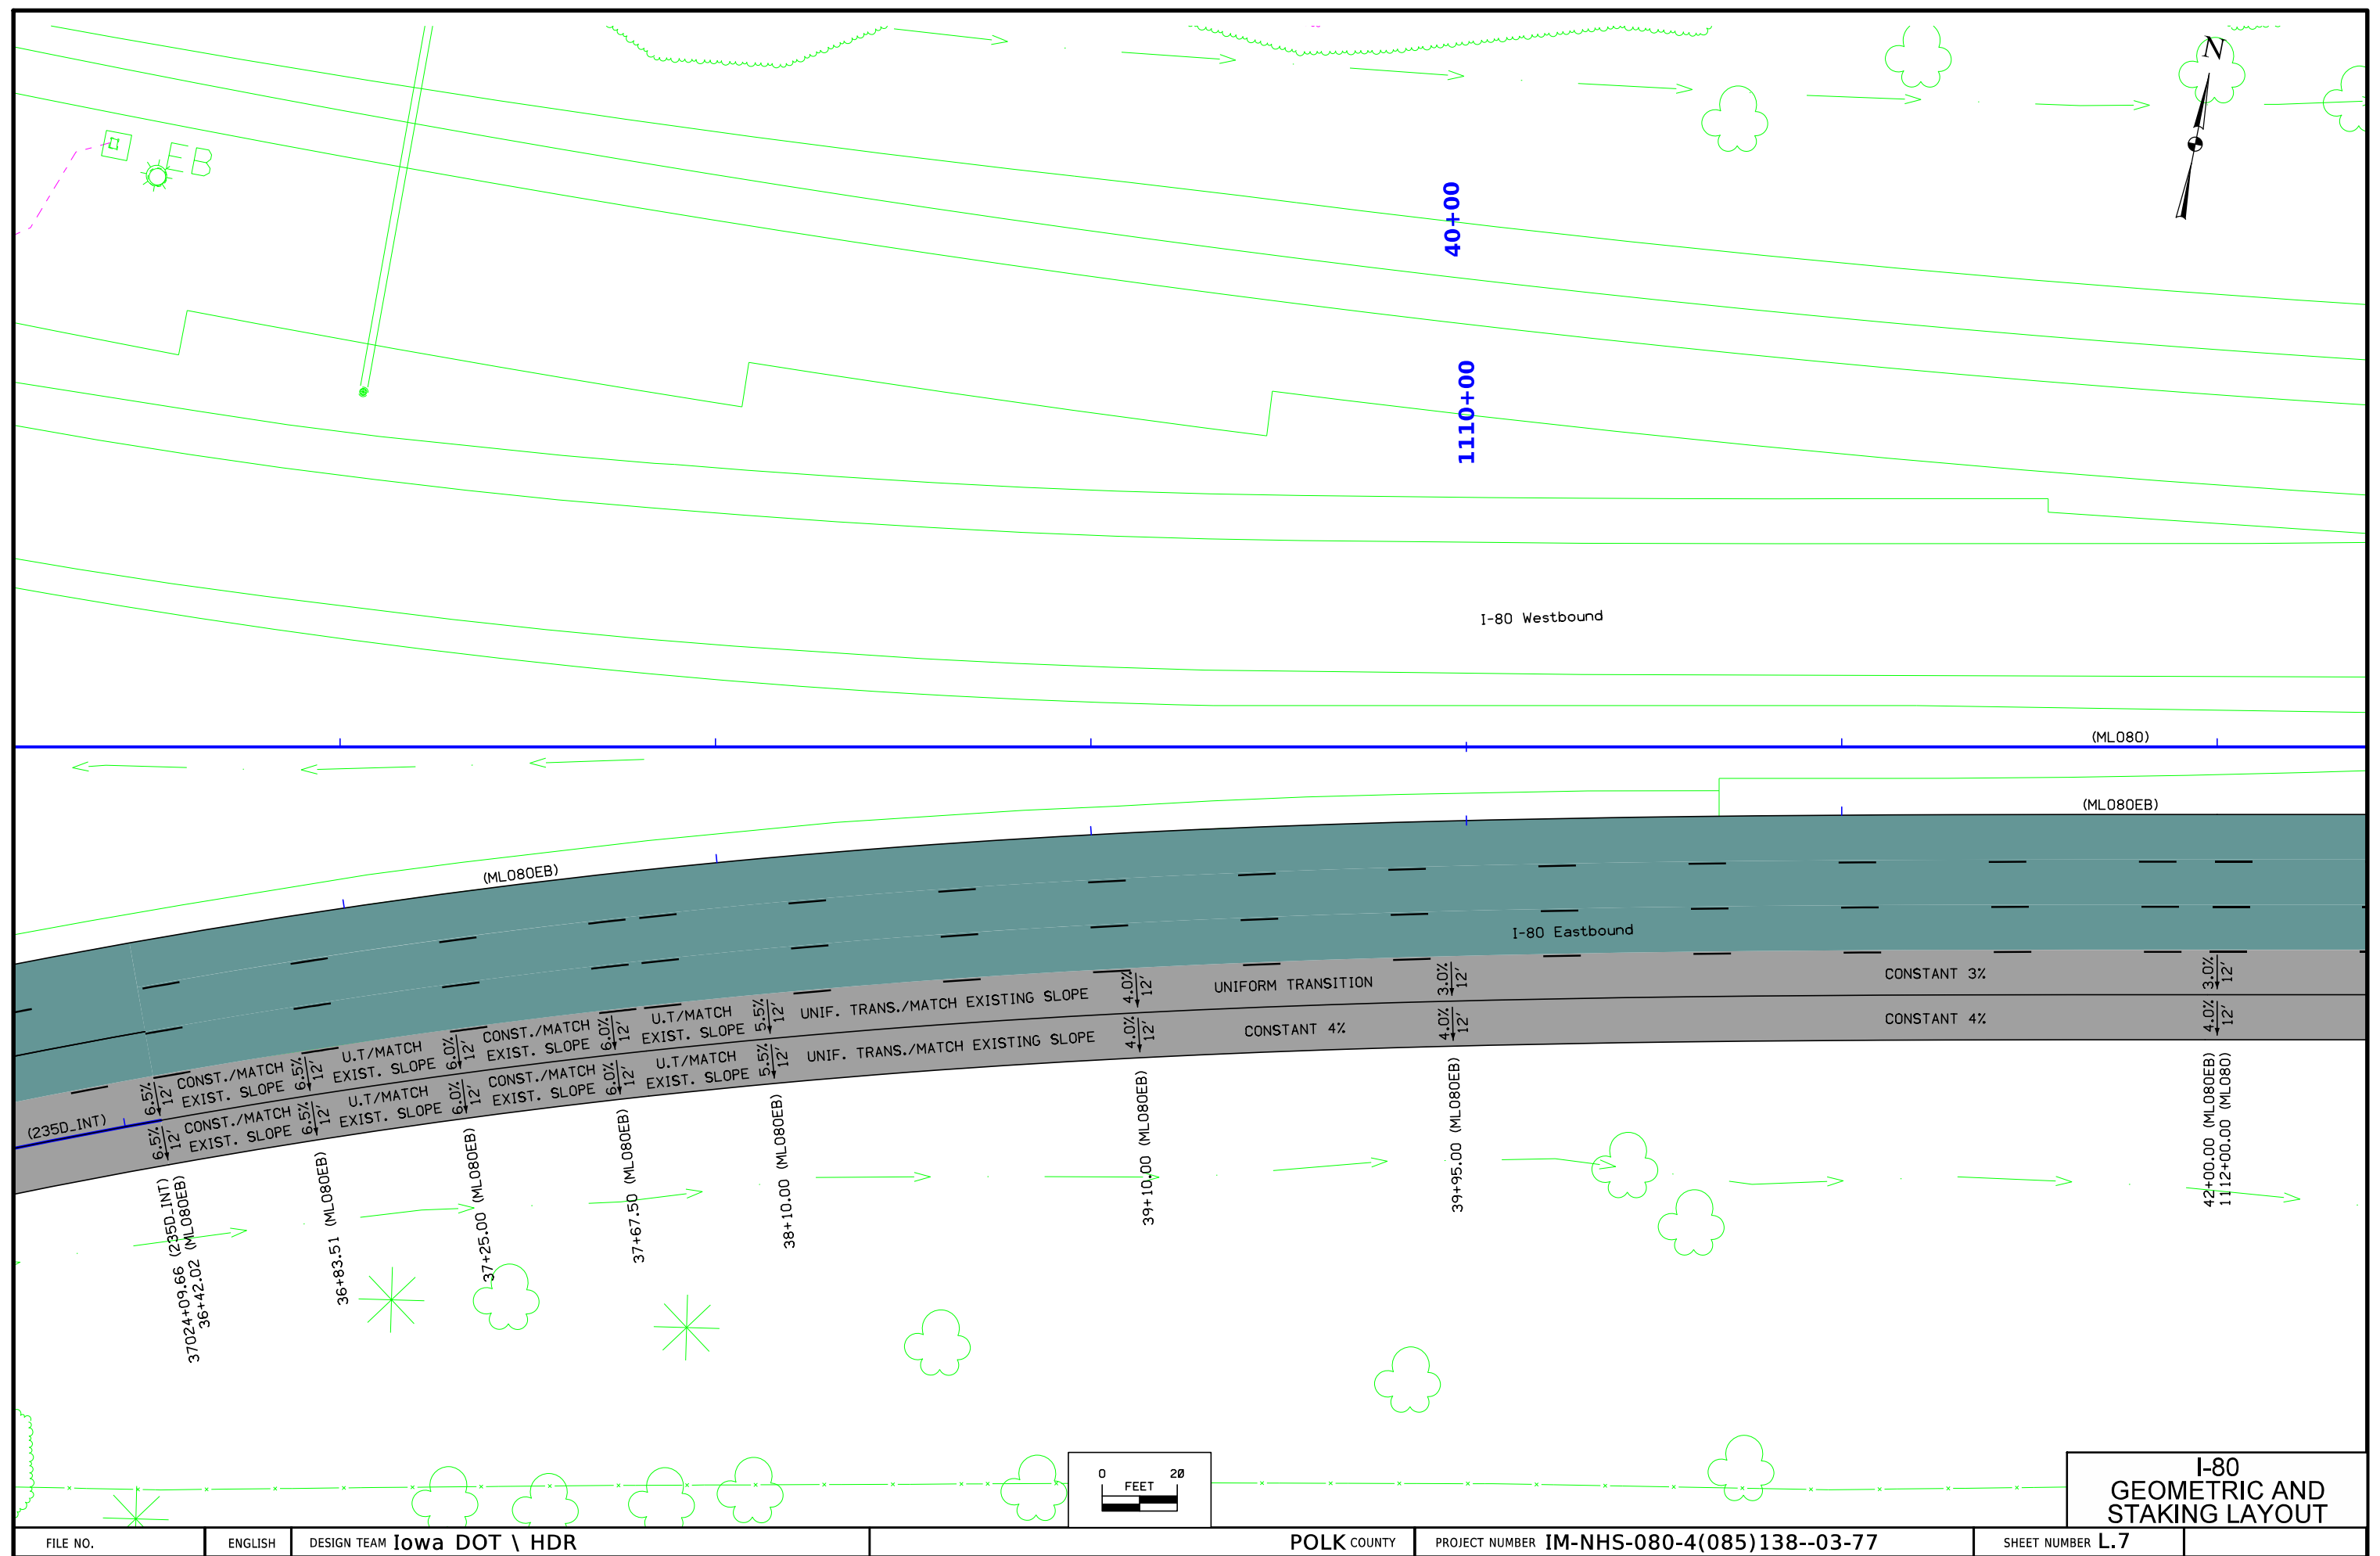 N
EB
40+00
1110+00
I-80 Westbound
(ML080)
(ML080EB)
(ML080EB)
I-80 Eastbound
(235D_INT)
6.5%
12'
CONST./MATCH
EXIST. SLOPE
6.5%
12'
U.T/MATCH
EXIST. SLOPE
6.0%
12'
CONST./MATCH
EXIST. SLOPE
6.0%
12'
U.T/MATCH
EXIST. SLOPE
5.5%
12'
UNIF. TRANS./MATCH EXISTING SLOPE
4.0%
12'
UNIFORM TRANSITION
3.0%
12'
CONSTANT 3%
3.0%
12'
6.5%
12'
CONST./MATCH
EXIST. SLOPE
6.5%
12'
U.T/MATCH
EXIST. SLOPE
6.0%
12'
CONST./MATCH
EXIST. SLOPE
6.0%
12'
U.T/MATCH
EXIST. SLOPE
5.5%
12'
UNIF. TRANS./MATCH EXISTING SLOPE
4.0%
12'
CONSTANT 4%
4.0%
12'
CONSTANT 4%
4.0%
12'
37024+09.66 (235D_INT)
36+42.02 (ML080EB)
36+83.51 (ML080EB)
37+25.00 (ML080EB)
37+67.50 (ML080EB)
38+10.00 (ML080EB)
39+10.00 (ML080EB)
39+95.00 (ML080EB)
42+00.00 (ML080EB)
1112+00.00 (ML080)
0 20
FEET
I-80
GEOMETRIC AND
STAKING LAYOUT
FILE NO.
ENGLISH
DESIGN TEAM Iowa DOT \ HDR
POLK COUNTY
PROJECT NUMBER IM-NHS-080-4(085)138--03-77
SHEET NUMBER L.7